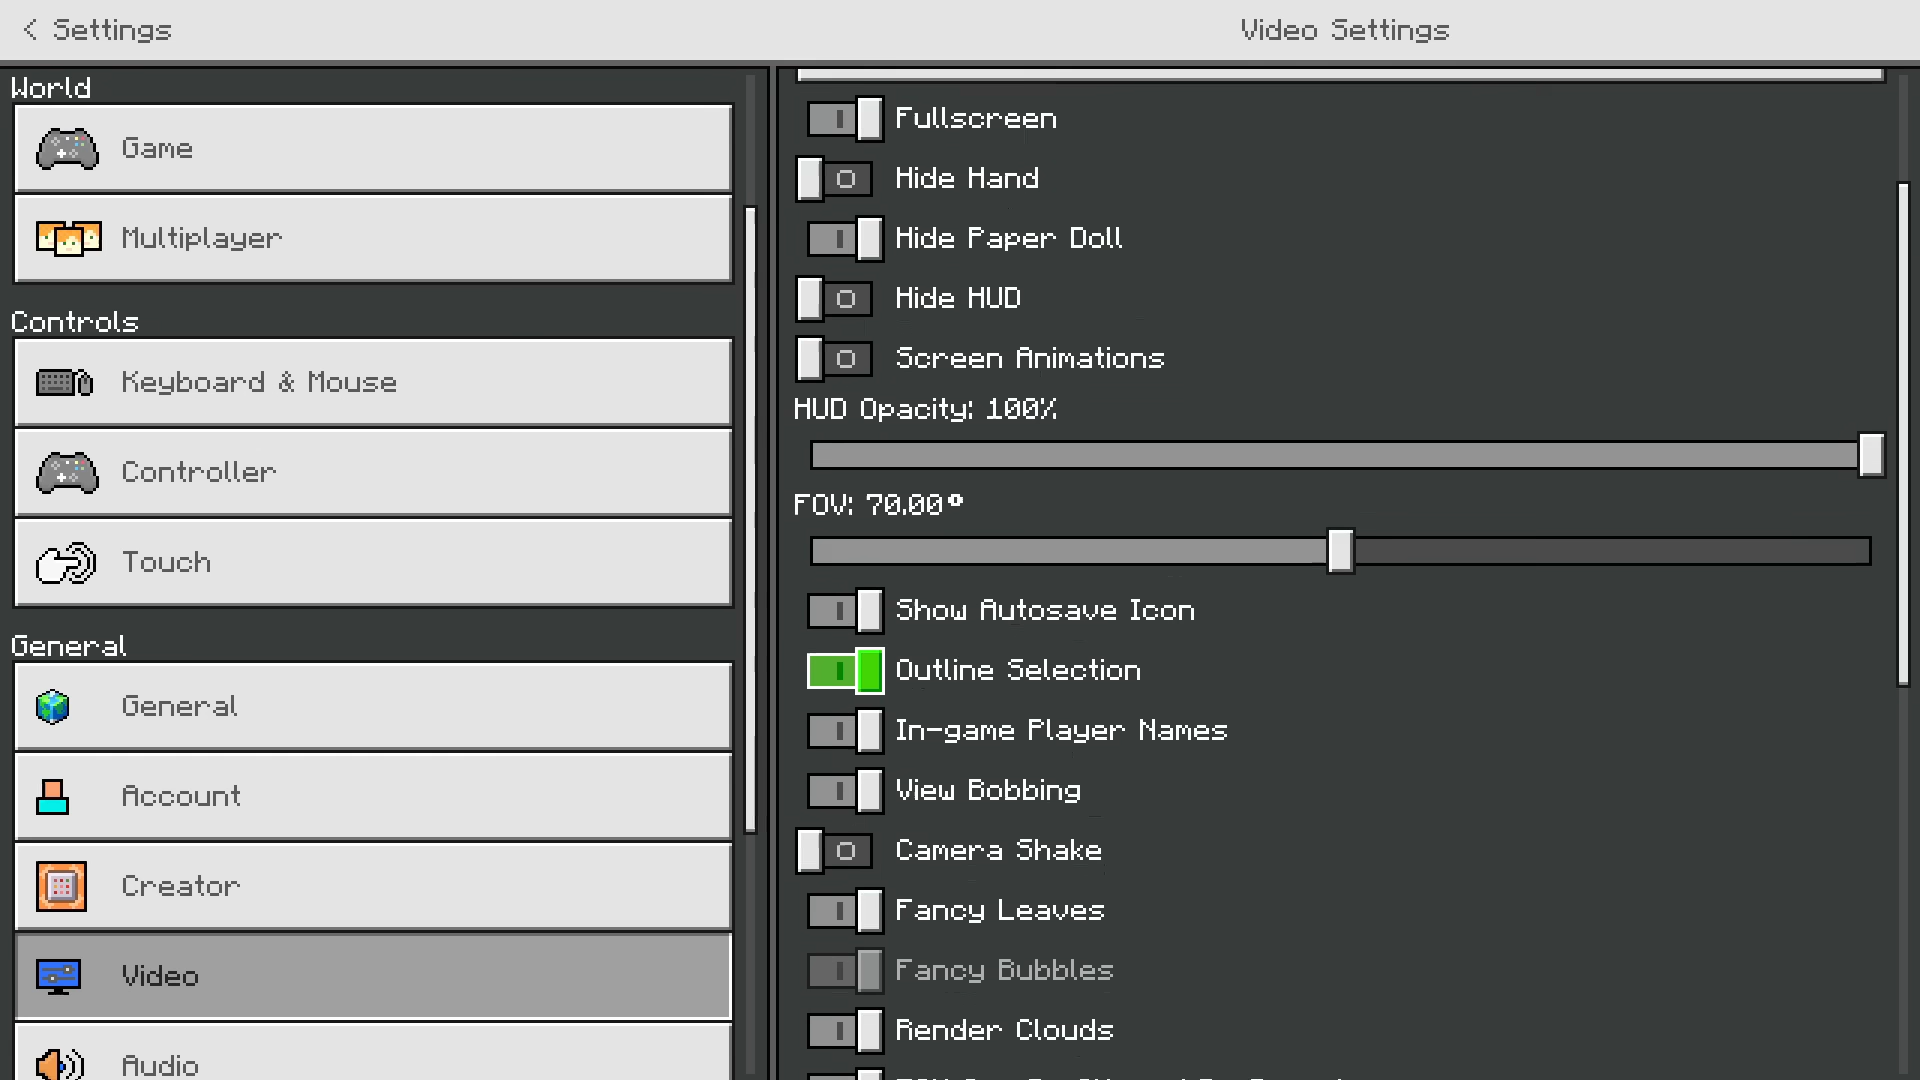 < Settings
Video Settings
World
Game
Multiplayer
Controls
Keyboard & Mouse
Controller
Touch
General
General
Account
Creator
Video
Audio
Fullscreen
Hide Hand
Hide Paper Doll
Hide HUD
Screen Animations
HUD Opacity: 100%
FOV: 70.00°
Show Autosave Icon
Outline Selection
In-game Player Names
View Bobbing
Camera Shake
Fancy Leaves
Fancy Bubbles
Render Clouds